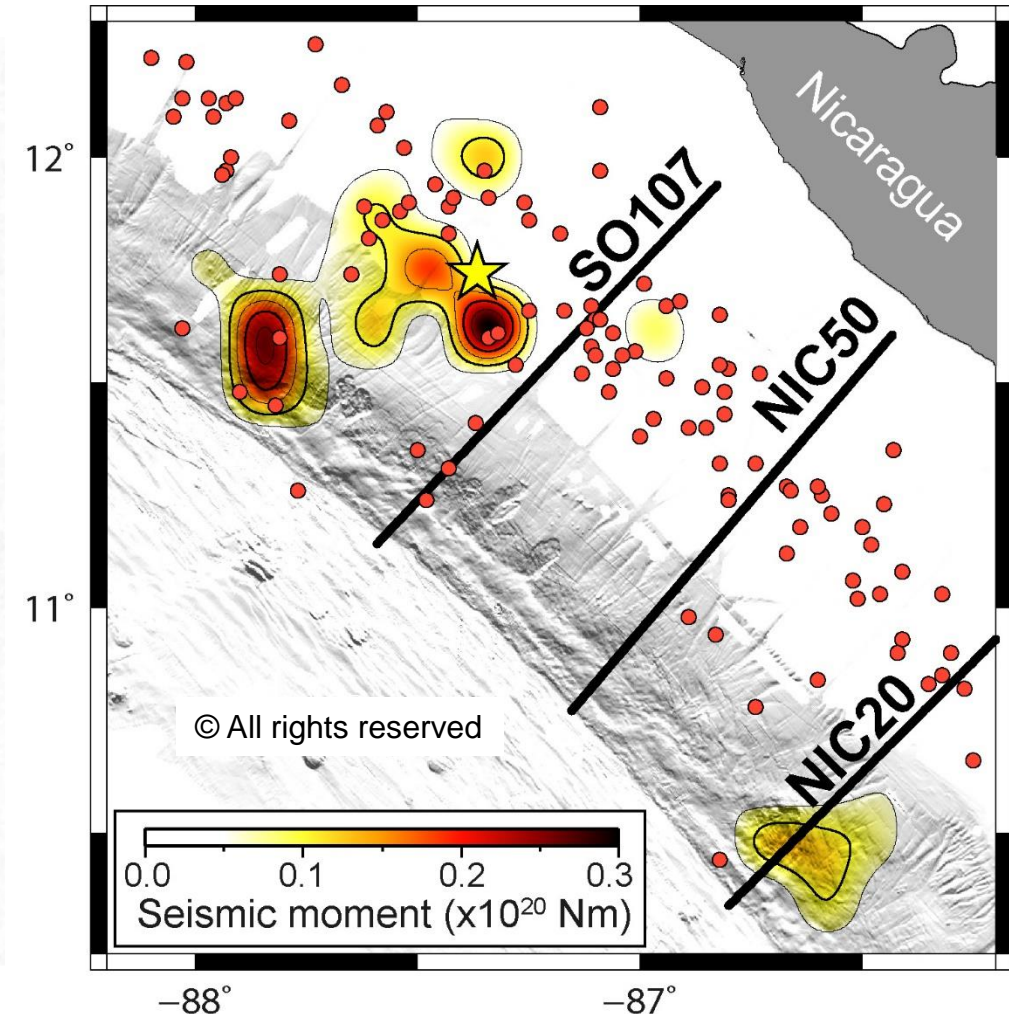 12°
Nicaragua
SO107
NIC50
11°
NIC20
© All rights reserved
0.0 0.1 0.2 0.3
Seismic moment (x10²⁰ Nm)
−88° −87°